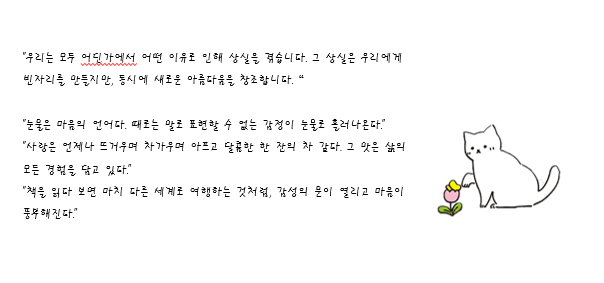 "우리는 모두 어딘가에서 어떤 이유로 인해 상실을 겪습니다. 그 상실은 우리에게
빈자리를 만들지만, 동시에 새로운 아름다움을 창조합니다. “
"눈물은 마음의 언어다. 때로는 말로 표현할 수 없는 감정이 눈물로 흘러나온다."
"사랑은 언제나 뜨거우며 차가우며 아프고 달콤한 한 잔의 차 같다. 그 맛은 삶의
모든 경험을 담고 있다."
"책을 읽다 보면 마치 다른 세계로 여행하는 것처럼, 감성의 문이 열리고 마음이
풍부해진다."